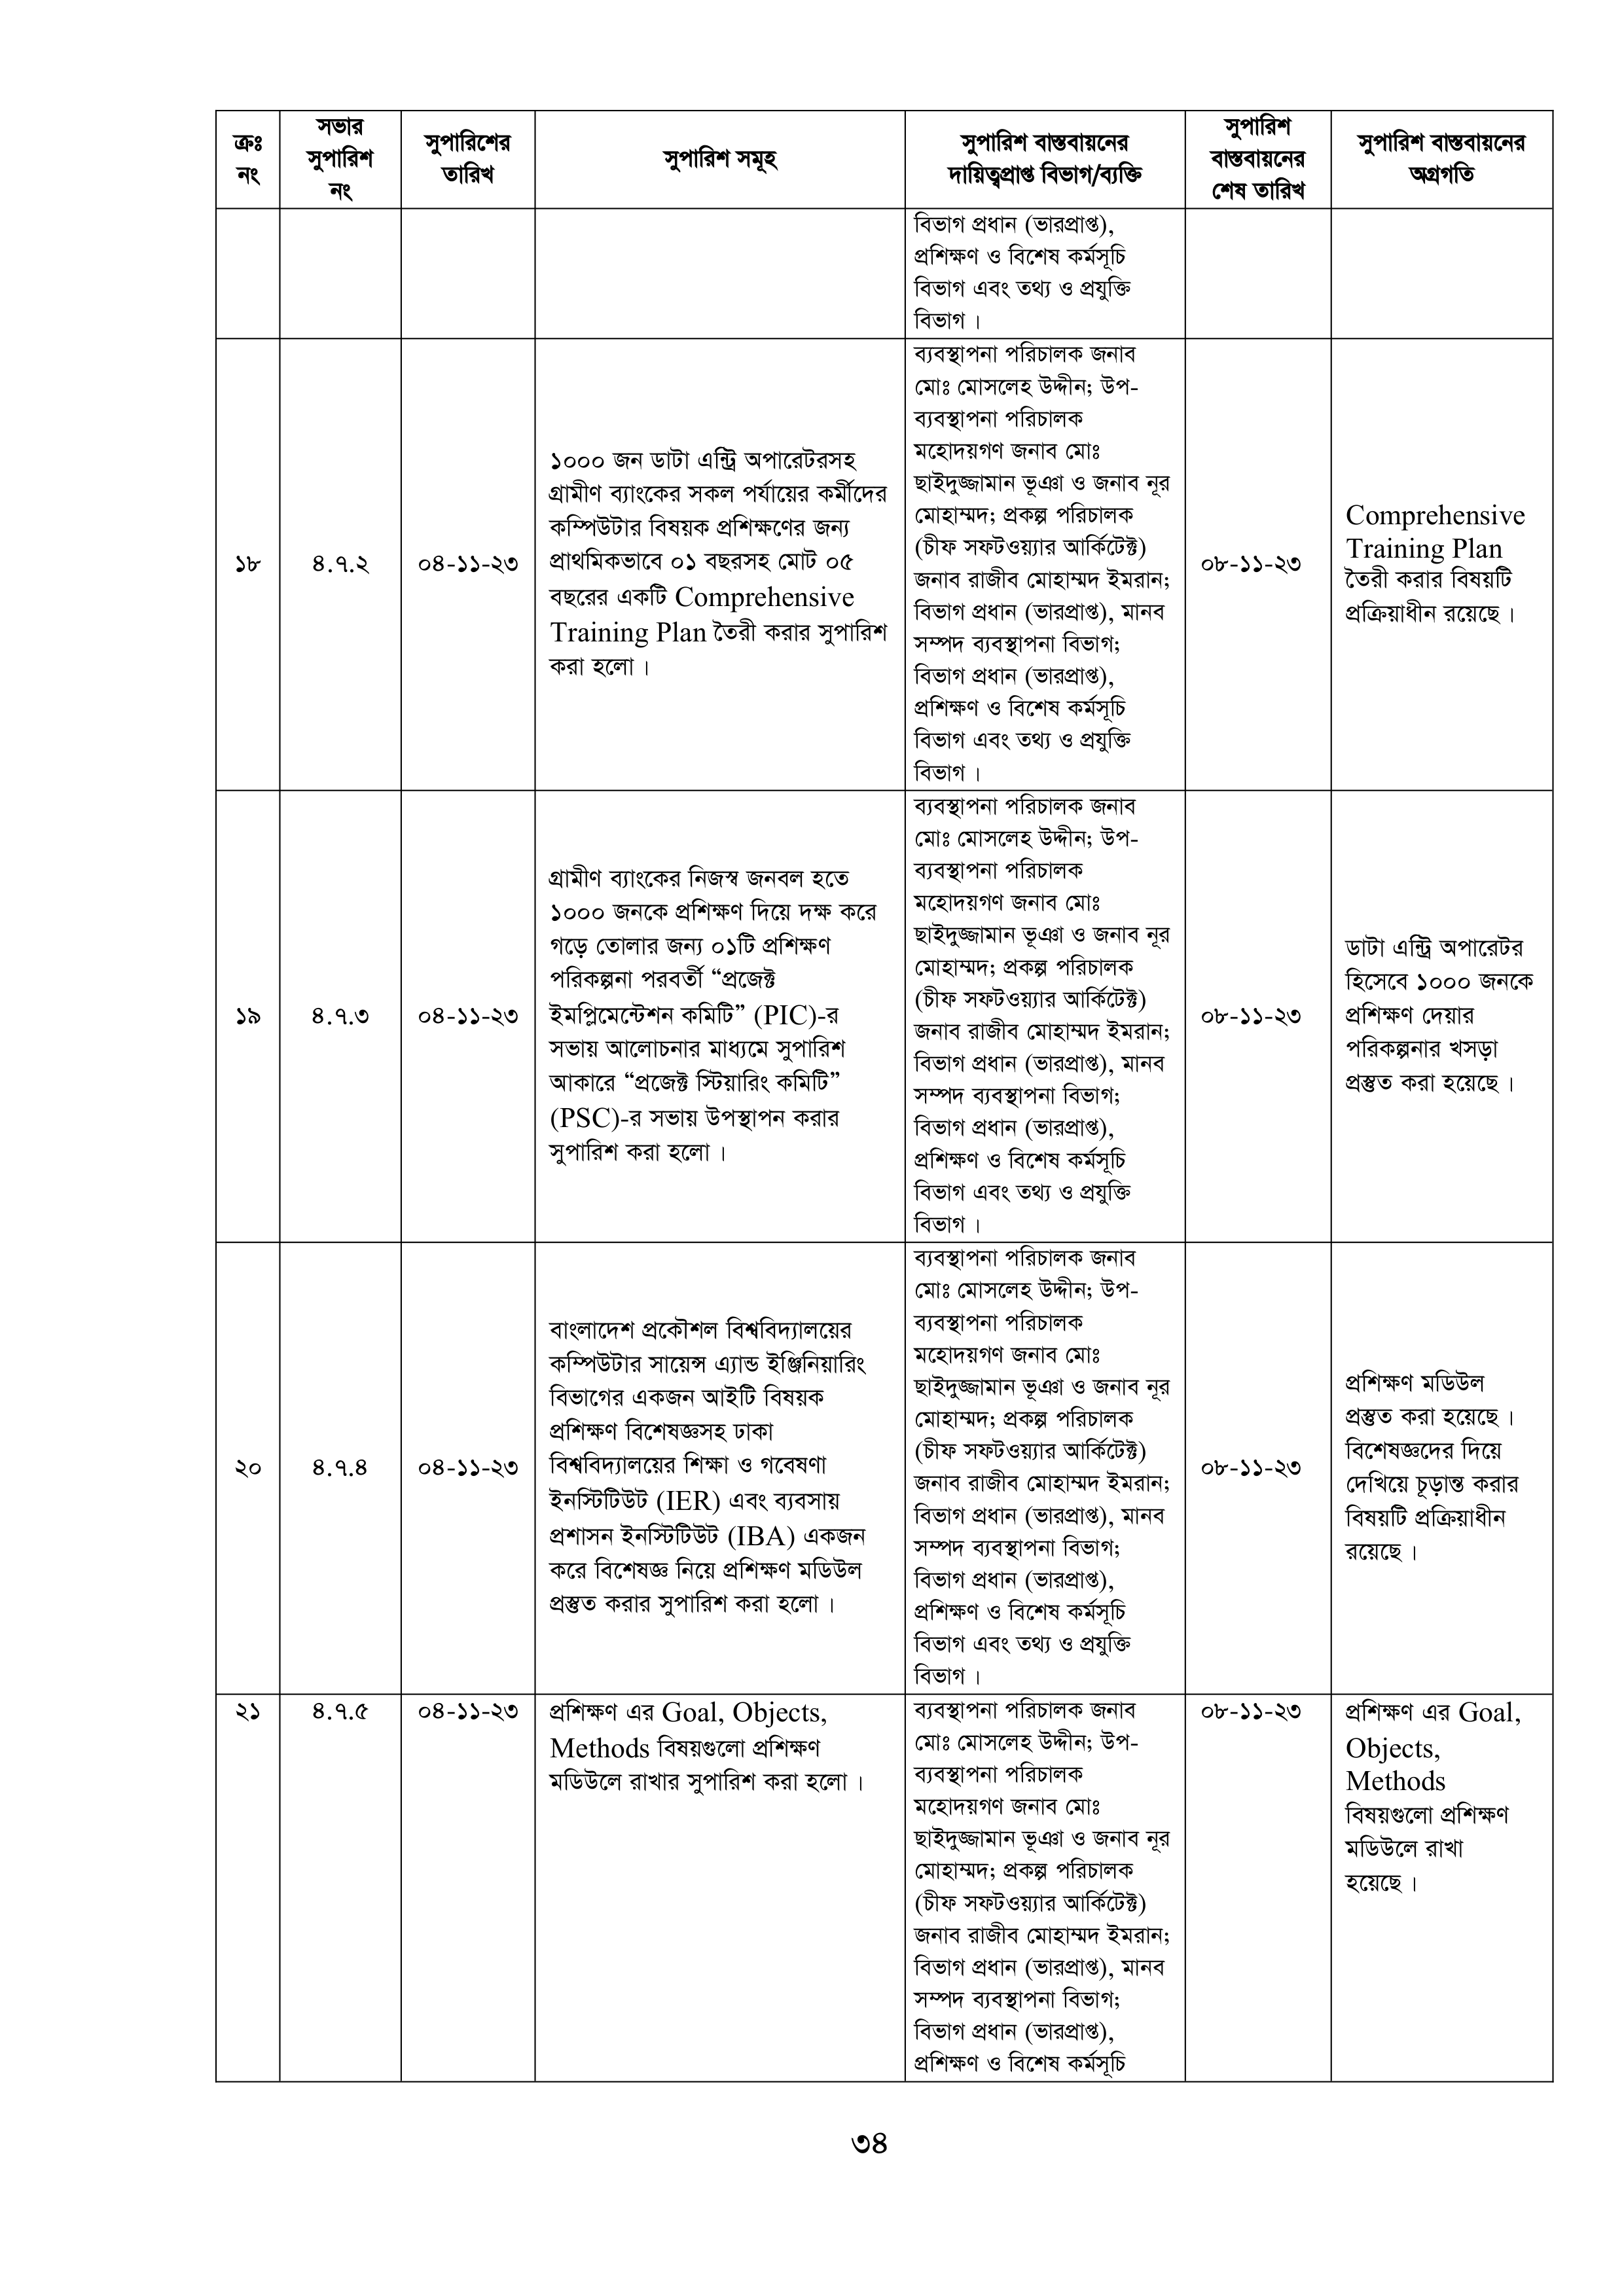 ক্রঃ
নং
সভার
সুপারিশ
নং
সুপারিশের
তারিখ
সুপারিশ সমূহ
সুপারিশ বাস্তবায়নের
দায়িত্বপ্রাপ্ত বিভাগ/ব্যক্তি
সুপারিশ
বাস্তবায়নের
শেষ তারিখ
সুপারিশ বাস্তবায়নের
অগ্রগতি
বিভাগ প্রধান (ভারপ্রাপ্ত),
প্রশিক্ষণ ও বিশেষ কর্মসূচি
বিভাগ এবং তথ্য ও প্রযুক্তি
বিভাগ।
১৮
৪.৭.২
০৪-১১-২৩
১০০০ জন ডাটা এন্ট্রি অপারেটরসহ
গ্রামীণ ব্যাংকের সকল পর্যায়ের কর্মীদের
কম্পিউটার বিষয়ক প্রশিক্ষণের জন্য
প্রাথমিকভাবে ০১ বছরসহ মোট ০৫
বছরের একটি Comprehensive
Training Plan তৈরী করার সুপারিশ
করা হলো।
ব্যবস্থাপনা পরিচালক জনাব
মোঃ মোসলেহ উদ্দীন; উপ-
ব্যবস্থাপনা পরিচালক
মহোদয়গণ জনাব মোঃ
ছাইদুজ্জামান ভূঞা ও জনাব নূর
মোহাম্মদ; প্রকল্প পরিচালক
(চীফ সফটওয়্যার আর্কিটেক্ট)
জনাব রাজীব মোহাম্মদ ইমরান;
বিভাগ প্রধান (ভারপ্রাপ্ত), মানব
সম্পদ ব্যবস্থাপনা বিভাগ;
বিভাগ প্রধান (ভারপ্রাপ্ত),
প্রশিক্ষণ ও বিশেষ কর্মসূচি
বিভাগ এবং তথ্য ও প্রযুক্তি
বিভাগ।
০৮-১১-২৩
Comprehensive
Training Plan
তৈরী করার বিষয়টি
প্রক্রিয়াধীন রয়েছে।
১৯
৪.৭.৩
০৪-১১-২৩
গ্রামীণ ব্যাংকের নিজস্ব জনবল হতে
১০০০ জনকে প্রশিক্ষণ দিয়ে দক্ষ করে
গড়ে তোলার জন্য ০১টি প্রশিক্ষণ
পরিকল্পনা পরবর্তী “প্রজেক্ট
ইমপ্লিমেন্টেশন কমিটি” (PIC)-র
সভায় আলোচনার মাধ্যমে সুপারিশ
আকারে “প্রজেক্ট স্টিয়ারিং কমিটি”
(PSC)-র সভায় উপস্থাপন করার
সুপারিশ করা হলো।
ব্যবস্থাপনা পরিচালক জনাব
মোঃ মোসলেহ উদ্দীন; উপ-
ব্যবস্থাপনা পরিচালক
মহোদয়গণ জনাব মোঃ
ছাইদুজ্জামান ভূঞা ও জনাব নূর
মোহাম্মদ; প্রকল্প পরিচালক
(চীফ সফটওয়্যার আর্কিটেক্ট)
জনাব রাজীব মোহাম্মদ ইমরান;
বিভাগ প্রধান (ভারপ্রাপ্ত), মানব
সম্পদ ব্যবস্থাপনা বিভাগ;
বিভাগ প্রধান (ভারপ্রাপ্ত),
প্রশিক্ষণ ও বিশেষ কর্মসূচি
বিভাগ এবং তথ্য ও প্রযুক্তি
বিভাগ।
০৮-১১-২৩
ডাটা এন্ট্রি অপারেটর
হিসেবে ১০০০ জনকে
প্রশিক্ষণ দেয়ার
পরিকল্পনার খসড়া
প্রস্তুত করা হয়েছে।
২০
৪.৭.৪
০৪-১১-২৩
বাংলাদেশ প্রকৌশল বিশ্ববিদ্যালয়ের
কম্পিউটার সায়েন্স এ্যান্ড ইঞ্জিনিয়ারিং
বিভাগের একজন আইটি বিষয়ক
প্রশিক্ষণ বিশেষজ্ঞসহ ঢাকা
বিশ্ববিদ্যালয়ের শিক্ষা ও গবেষণা
ইনস্টিটিউট (IER) এবং ব্যবসায়
প্রশাসন ইনস্টিটিউট (IBA) একজন
করে বিশেষজ্ঞ নিয়ে প্রশিক্ষণ মডিউল
প্রস্তুত করার সুপারিশ করা হলো।
ব্যবস্থাপনা পরিচালক জনাব
মোঃ মোসলেহ উদ্দীন; উপ-
ব্যবস্থাপনা পরিচালক
মহোদয়গণ জনাব মোঃ
ছাইদুজ্জামান ভূঞা ও জনাব নূর
মোহাম্মদ; প্রকল্প পরিচালক
(চীফ সফটওয়্যার আর্কিটেক্ট)
জনাব রাজীব মোহাম্মদ ইমরান;
বিভাগ প্রধান (ভারপ্রাপ্ত), মানব
সম্পদ ব্যবস্থাপনা বিভাগ;
বিভাগ প্রধান (ভারপ্রাপ্ত),
প্রশিক্ষণ ও বিশেষ কর্মসূচি
বিভাগ এবং তথ্য ও প্রযুক্তি
বিভাগ।
০৮-১১-২৩
প্রশিক্ষণ মডিউল
প্রস্তুত করা হয়েছে।
বিশেষজ্ঞদের দিয়ে
দেখিয়ে চূড়ান্ত করার
বিষয়টি প্রক্রিয়াধীন
রয়েছে।
২১
৪.৭.৫
০৪-১১-২৩
প্রশিক্ষণ এর Goal, Objects,
Methods বিষয়গুলো প্রশিক্ষণ
মডিউলে রাখার সুপারিশ করা হলো।
ব্যবস্থাপনা পরিচালক জনাব
মোঃ মোসলেহ উদ্দীন; উপ-
ব্যবস্থাপনা পরিচালক
মহোদয়গণ জনাব মোঃ
ছাইদুজ্জামান ভূঞা ও জনাব নূর
মোহাম্মদ; প্রকল্প পরিচালক
(চীফ সফটওয়্যার আর্কিটেক্ট)
জনাব রাজীব মোহাম্মদ ইমরান;
বিভাগ প্রধান (ভারপ্রাপ্ত), মানব
সম্পদ ব্যবস্থাপনা বিভাগ;
বিভাগ প্রধান (ভারপ্রাপ্ত),
প্রশিক্ষণ ও বিশেষ কর্মসূচি
০৮-১১-২৩
প্রশিক্ষণ এর Goal,
Objects,
Methods
বিষয়গুলো প্রশিক্ষণ
মডিউলে রাখা
হয়েছে।
৩৪